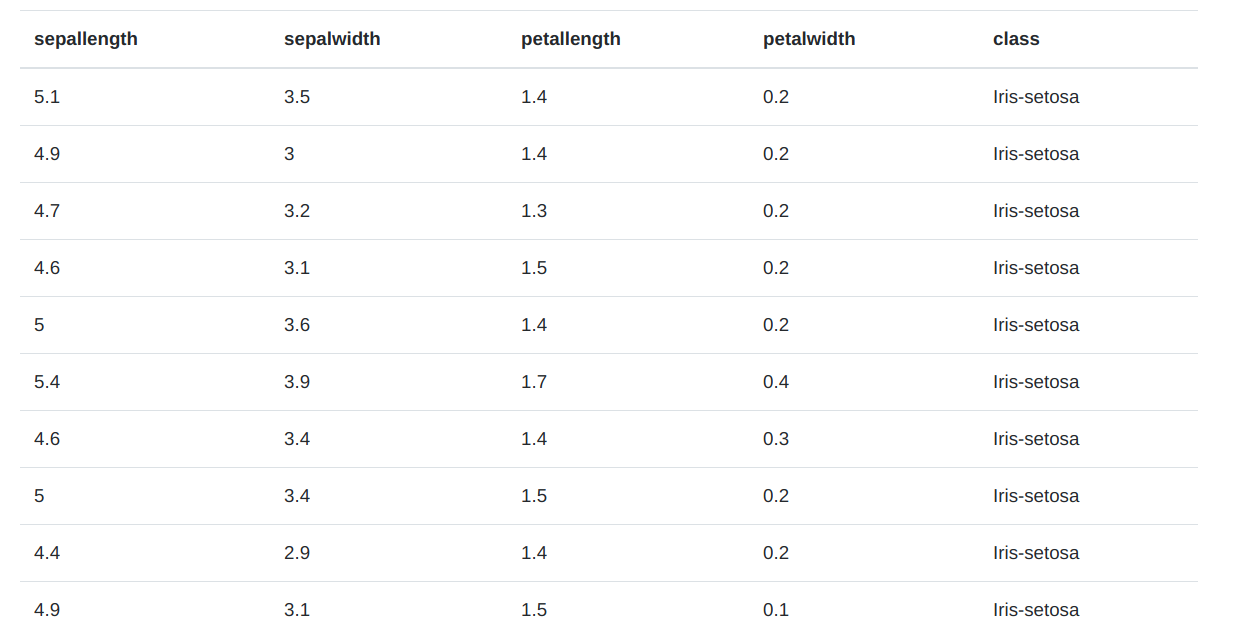 sepallength sepalwidth petallength petalwidth class
5.1 3.5 1.4 0.2 Iris-setosa
4.9 3 1.4 0.2 Iris-setosa
4.7 3.2 1.3 0.2 Iris-setosa
4.6 3.1 1.5 0.2 Iris-setosa
5 3.6 1.4 0.2 Iris-setosa
5.4 3.9 1.7 0.4 Iris-setosa
4.6 3.4 1.4 0.3 Iris-setosa
5 3.4 1.5 0.2 Iris-setosa
4.4 2.9 1.4 0.2 Iris-setosa
4.9 3.1 1.5 0.1 Iris-setosa